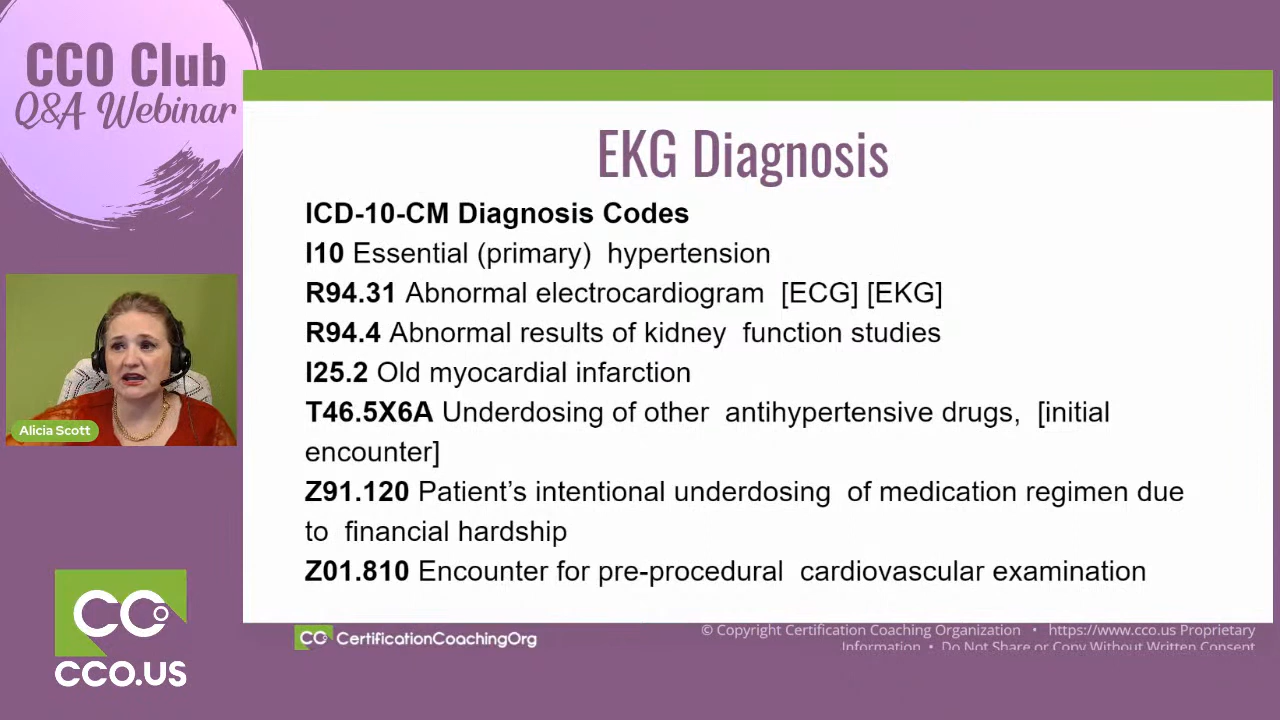 CCO Club
Q&A Webinar
EKG Diagnosis
ICD-10-CM Diagnosis Codes
I10 Essential (primary) hypertension
R94.31 Abnormal electrocardiogram [ECG] [EKG]
R94.4 Abnormal results of kidney function studies
I25.2 Old myocardial infarction
T46.5X6A Underdosing of other antihypertensive drugs, [initial
encounter]
Z91.120 Patient’s intentional underdosing of medication regimen due
to financial hardship
Z01.810 Encounter for pre-procedural cardiovascular examination
Alicia Scott
CCO
CCO.US
CCO CertificationCoachingOrg
© Copyright Certification Coaching Organization • https://www.cco.us Proprietary
Information • Do Not Share or Copy Without Written Consent